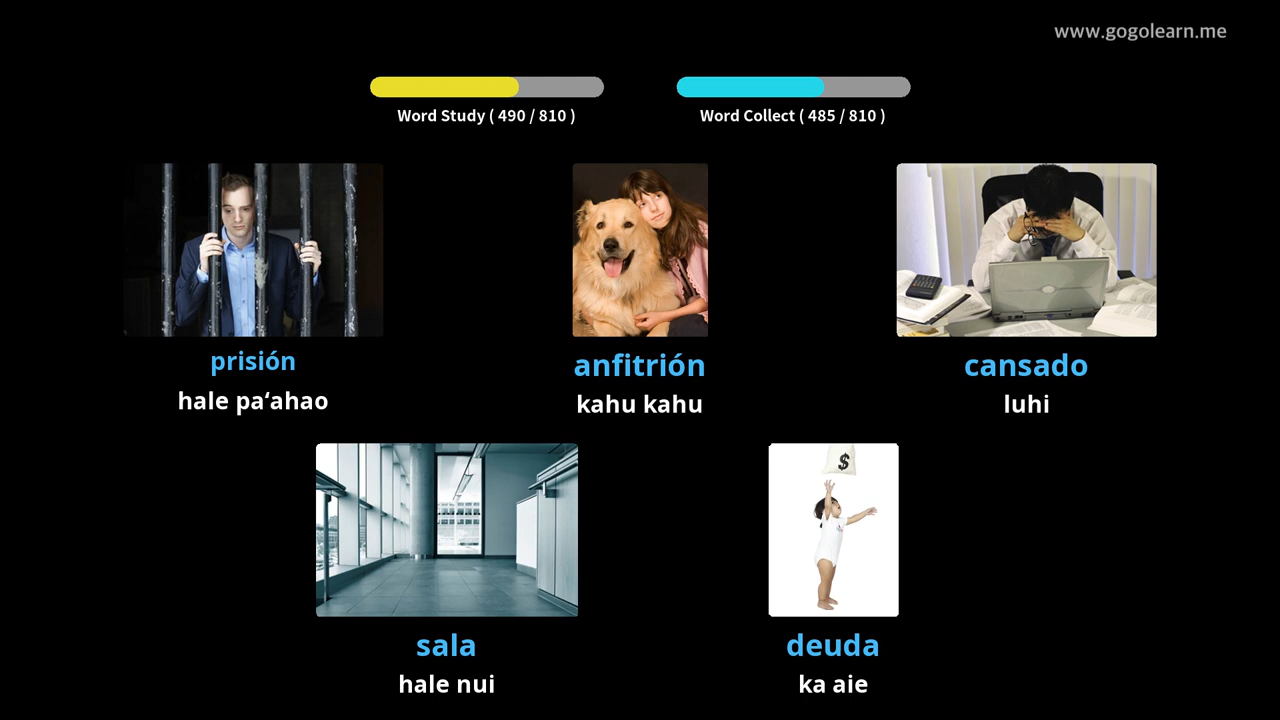 www.gogolearn.me
Word Study ( 490 / 810 )
Word Collect ( 485 / 810 )
prisión
hale pa‘ahao
anfitrión
kahu kahu
cansado
luhi
$
sala
hale nui
deuda
ka aie